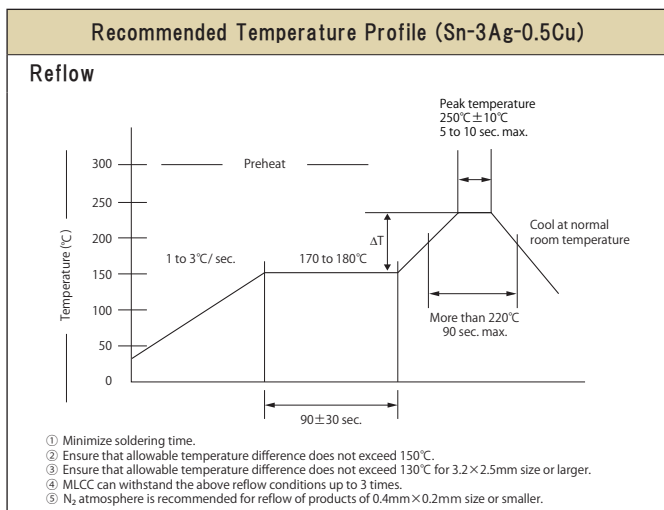 Recommended Temperature Profile (Sn-3Ag-0.5Cu)
Reflow
Peak temperature
250℃±10℃
5 to 10 sec. max.
300
Preheat
250
Cool at normal
room temperature
200
ΔT
1 to 3℃/ sec.
170 to 180℃
Temperature (℃)
150
100
More than 220℃
90 sec. max.
50
0
90±30 sec.
① Minimize soldering time.
② Ensure that allowable temperature difference does not exceed 150℃.
③ Ensure that allowable temperature difference does not exceed 130℃ for 3.2×2.5mm size or larger.
④ MLCC can withstand the above reflow conditions up to 3 times.
⑤ N₂ atmosphere is recommended for reflow of products of 0.4mm×0.2mm size or smaller.